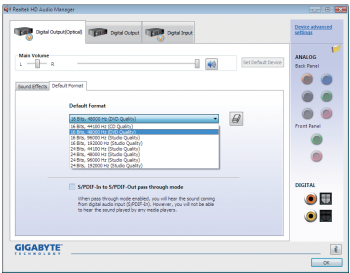 Realtek HD Audio Manager
Digital Output(Optical)
Digital Output
Digital Input
Device advanced
settings
Main Volume
L
R
Set Default Device
ANALOG
Back Panel
Sound Effects
Default Format
Default Format
16 Bits, 48000 Hz (DVD Quality)
16 Bits, 44100 Hz (CD Quality)
16 Bits, 48000 Hz (DVD Quality)
16 Bits, 96000 Hz (Studio Quality)
16 Bits, 192000 Hz (Studio Quality)
24 Bits, 44100 Hz (Studio Quality)
24 Bits, 48000 Hz (Studio Quality)
24 Bits, 96000 Hz (Studio Quality)
24 Bits, 192000 Hz (Studio Quality)
Front Panel
S/PDIF-In to S/PDIF-Out pass through mode
When pass through mode enabled, you will hear the sound coming
from digital audio input (S/PDIF-In). However, you will not be able
to hear the sound played by any media players.
DIGITAL
GIGABYTE™
TECHNOLOGY
i
OK